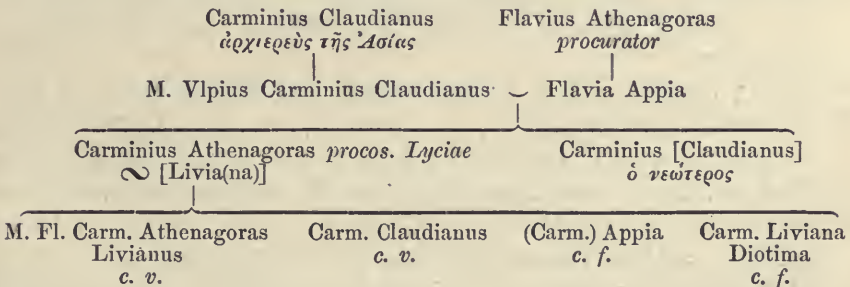 Carminius Claudianus Flavius Athenagoras
ἀρχιερεὺς τῆς Ἀσίας procurator
M. Vlpius Carminius Claudianus ⌣ Flavia Appia
Carminius Athenagoras procos. Lyciae Carminius [Claudianus]
∾ [Livia(na)] ὁ νεώτερος
M. Fl. Carm. Athenagoras Carm. Claudianus (Carm.) Appia Carm. Liviana
Livianus c. v. c. f. Diotima
c. v. c. f.